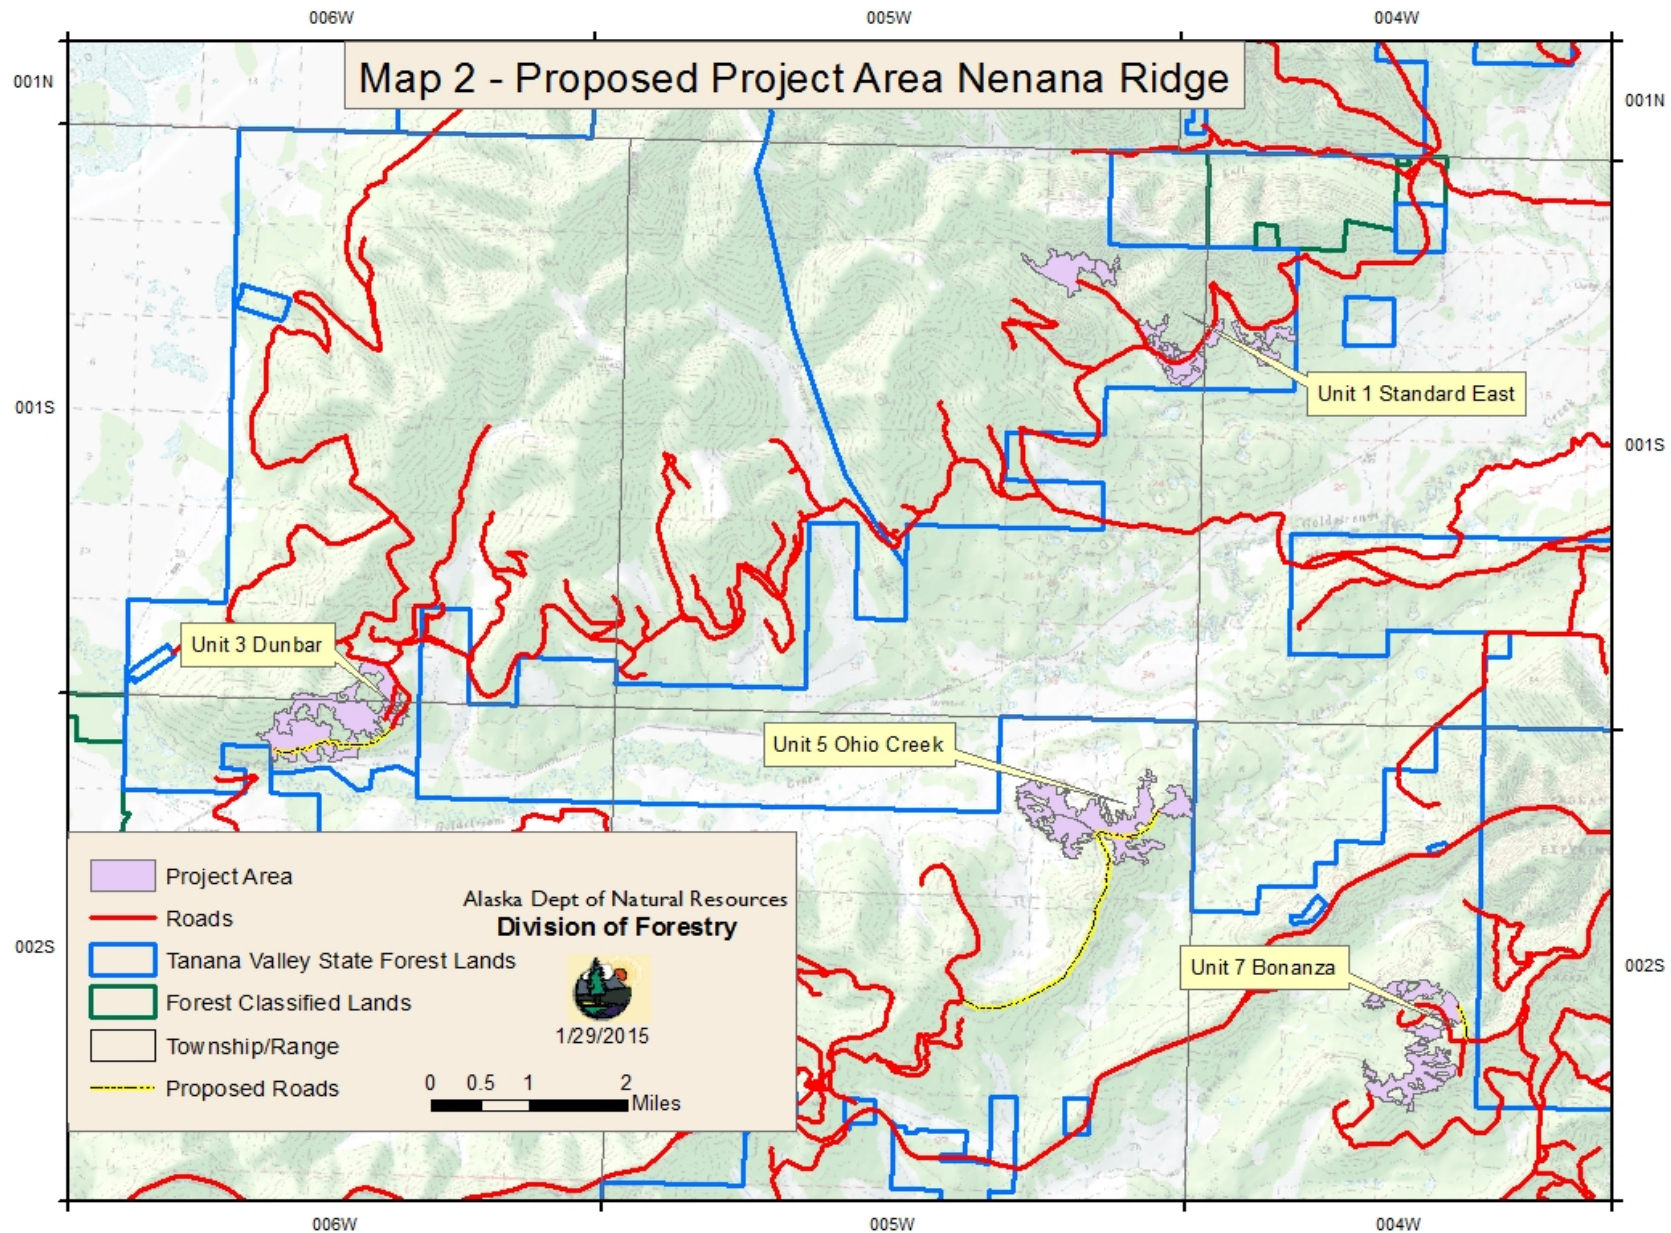 006W
005W
004W
001N
Map 2 - Proposed Project Area Nenana Ridge
001N
Unit 1 Standard East
001S
001S
Goldstream
Unit 3 Dunbar
Unit 5 Ohio Creek
Creek
Goldstream
Project Area
Roads
Tanana Valley State Forest Lands
Forest Classified Lands
Township/Range
Proposed Roads
Alaska Dept of Natural Resources
Division of Forestry
1/29/2015
0 0.5 1 2
Miles
002S
Unit 7 Bonanza
002S
006W
005W
004W